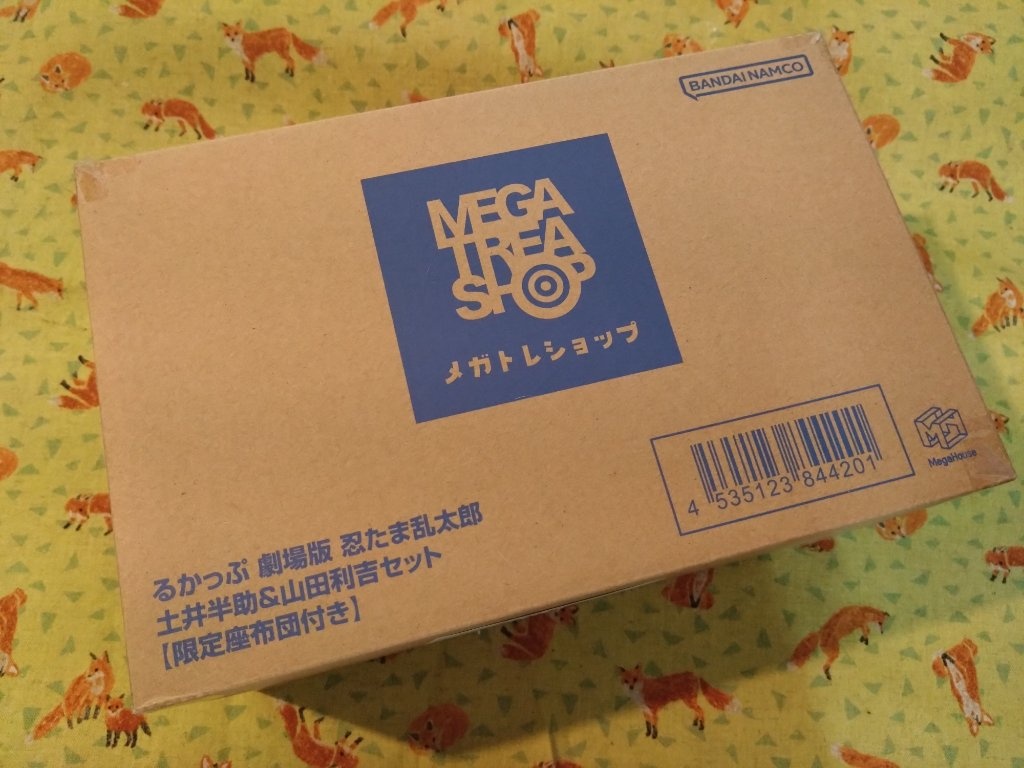 BANDAI NAMCO
MEGA
TREA
SHOP
メガトレショップ
4 535123 844201
MegaHouse
るかっぷ 劇場版 忍たま乱太郎
土井半助&山田利吉セット
【限定座布団付き】